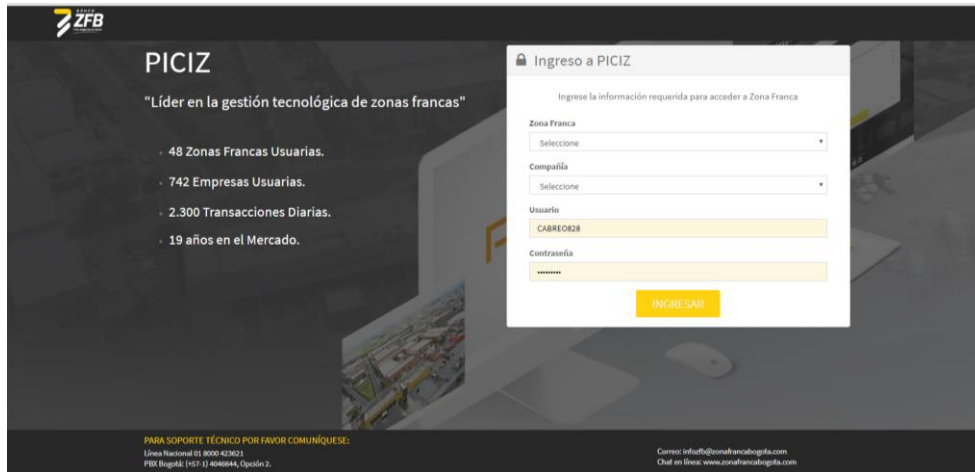 GRUPO
ZFB
PICIZ
"Líder en la gestión tecnológica de zonas francas"
48 Zonas Francas Usuarias.
742 Empresas Usuarias.
2.300 Transacciones Diarias.
19 años en el Mercado.
Ingreso a PICIZ
Ingrese la información requerida para acceder a Zona Franca
Zona Franca
Seleccione
Compañía
Seleccione
Usuario
CABREO828
Contraseña
•••••••••
INGRESAR
PARA SOPORTE TÉCNICO POR FAVOR COMUNÍQUESE:
Línea Nacional 01 8000 423621
PBX Bogotá: (+57-1) 4046644, Opción 2.
Correo: infozfb@zonafrancabogota.com
Chat en línea: www.zonafrancabogota.com